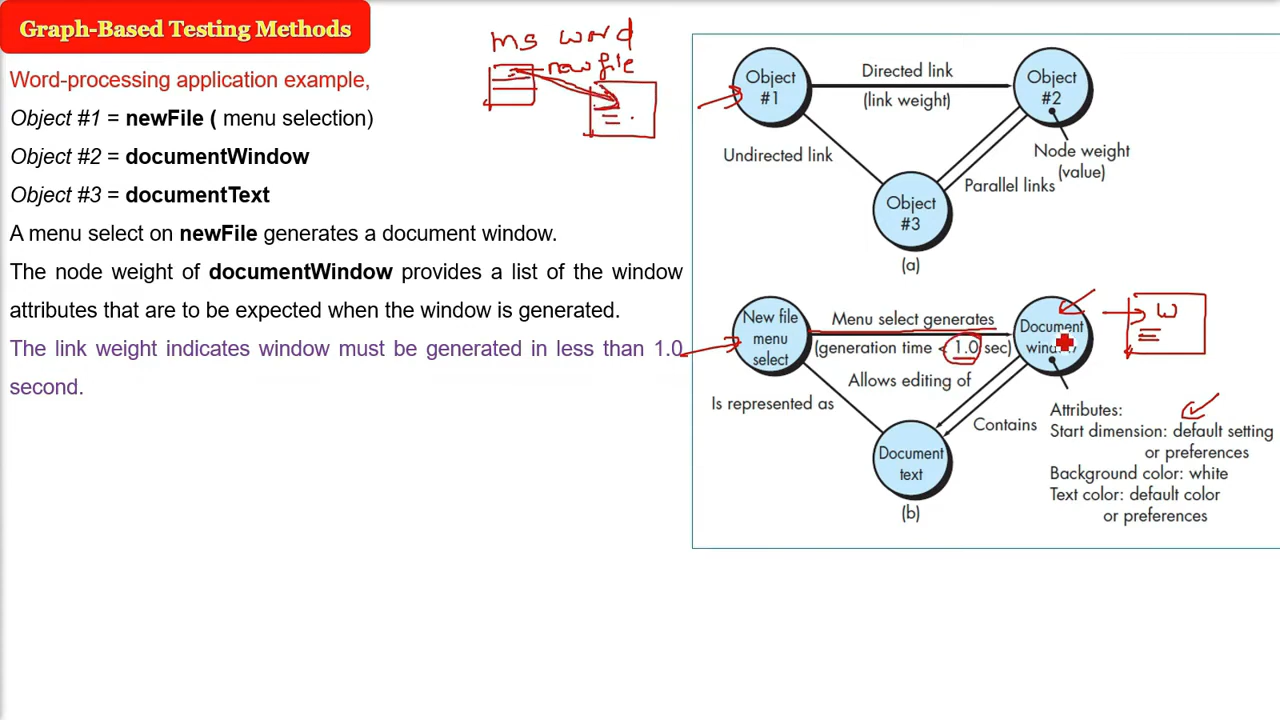 Graph-Based Testing Methods
ms word
new file
Word-processing application example,
Object #1 = newFile ( menu selection)
Object #2 = documentWindow
Object #3 = documentText
A menu select on newFile generates a document window.
The node weight of documentWindow provides a list of the window
attributes that are to be expected when the window is generated.
The link weight indicates window must be generated in less than 1.0
second.
Object
#1
Directed link
(link weight)
Object
#2
Undirected link
Node weight
(value)
Parallel links
Object
#3
(a)
New file
menu
select
Menu select generates
(generation time < 1.0 sec)
Document
window
W
Allows editing of
Is represented as
Contains
Attributes:
Start dimension: default setting
or preferences
Background color: white
Text color: default color
or preferences
Document
text
(b)